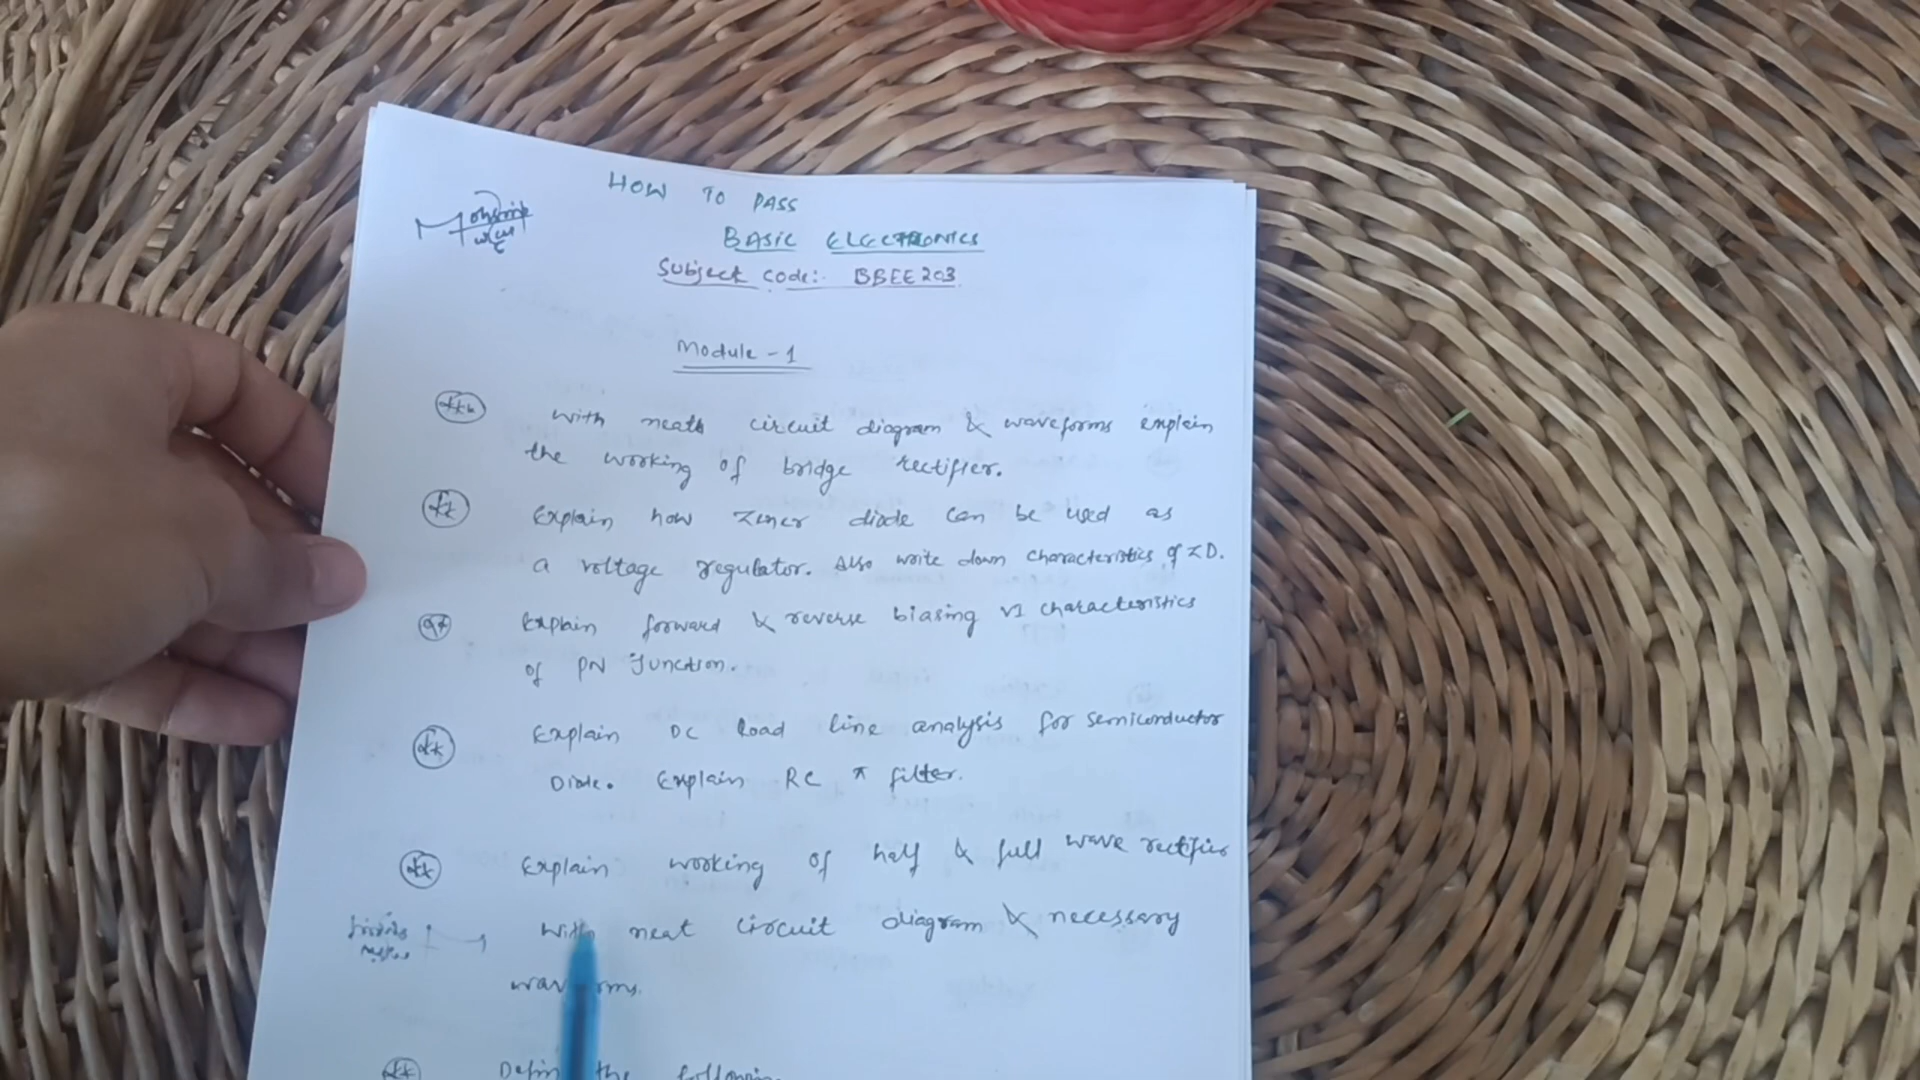 HOW TO PASS
BASIC ELECTRONICS
Subject Code:- BBEE203
Module - 1
With neat circuit diagram & waveforms explain
the working of bridge rectifier.
Explain how zener diode can be used as
a voltage regulator. Also write down characteristics of ZD.
Explain forward & reverse biasing VI characteristics
of PN Junction.
Explain DC load line analysis for semiconductor
Diode. Explain RC π filter.
Explain working of half & full wave rectifier
with neat circuit diagram & necessary
waveforms.
Define the following